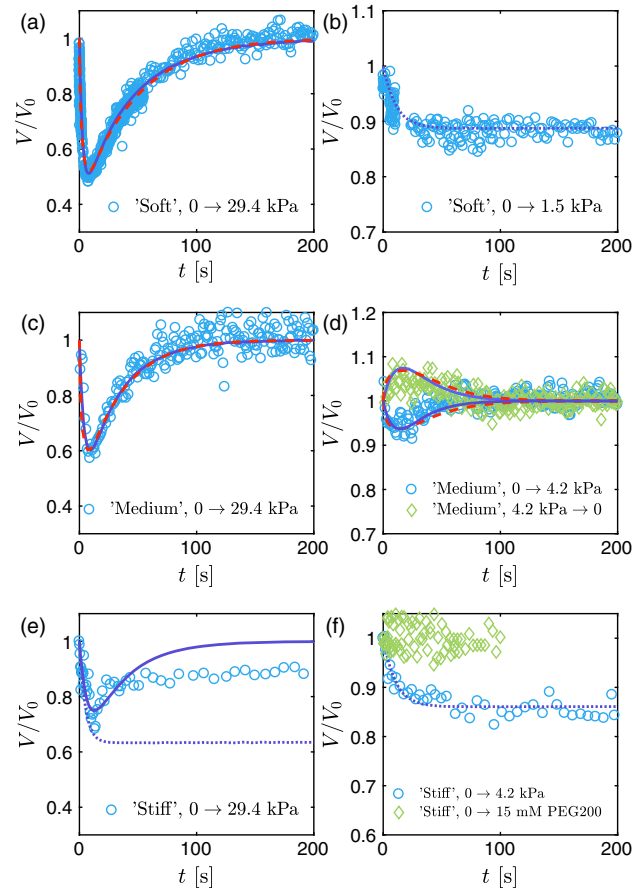 (a)
1
0.8
0.6
0.4
V/V₀
'Soft', 0 → 29.4 kPa
0 100 200
t [s]
(b)
1.1
1
0.9
0.8
0.7
V/V₀
'Soft', 0 → 1.5 kPa
0 100 200
t [s]
(c)
1
0.8
0.6
0.4
V/V₀
'Medium', 0 → 29.4 kPa
0 100 200
t [s]
(d)
1.2
1.1
1
0.9
0.8
0.7
V/V₀
'Medium', 0 → 4.2 kPa
'Medium', 4.2 kPa → 0
0 100 200
t [s]
(e)
1
0.8
0.6
0.4
V/V₀
'Stiff', 0 → 29.4 kPa
0 100 200
t [s]
(f)
1
0.9
0.8
0.7
0.6
V/V₀
'Stiff', 0 → 4.2 kPa
'Stiff', 0 → 15 mM PEG200
0 100 200
t [s]